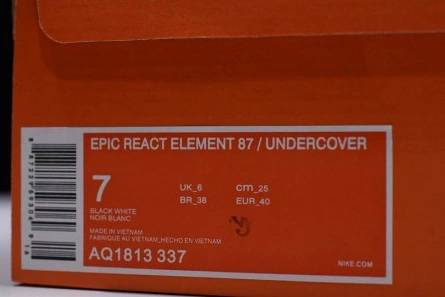 EPIC REACT ELEMENT 87 / UNDERCOVER
7
UK_6 cm_25
BR_38 EUR_40
BLACK WHITE
NOIR BLANC
MADE IN VIETNAM
FABRIQUE AU VIETNAM_HECHO EN VIETNAM
AQ1813 337
NIKE.COM